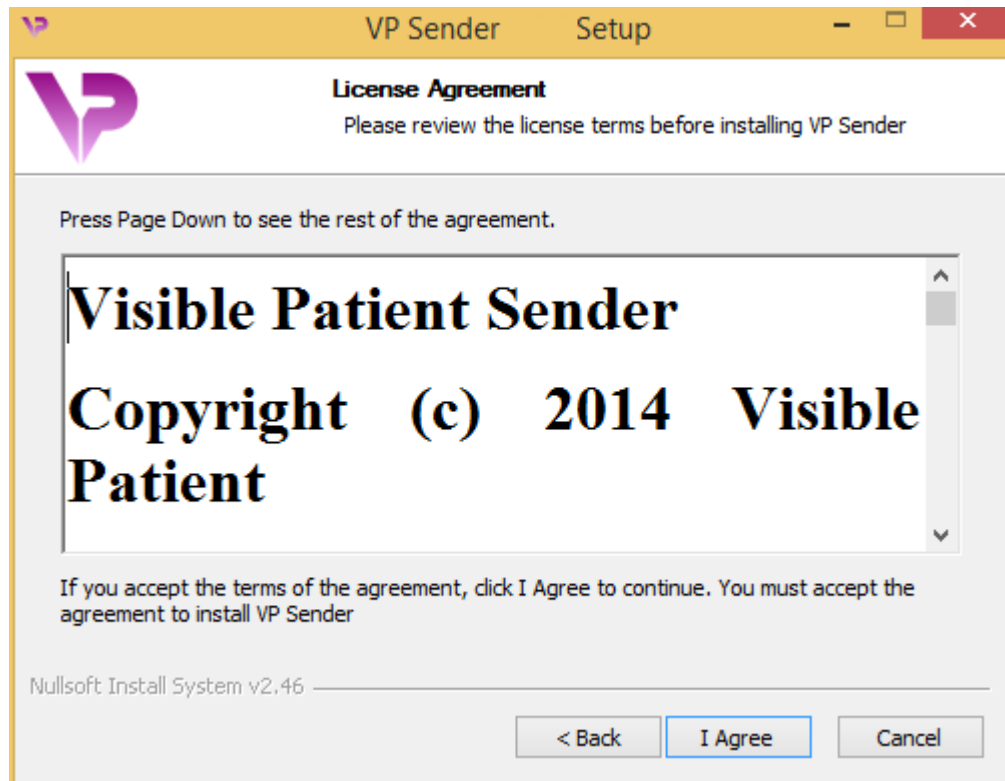 VP Sender Setup
License Agreement
Please review the license terms before installing VP Sender
Press Page Down to see the rest of the agreement.
Visible Patient Sender
Copyright (c) 2014 Visible
Patient
If you accept the terms of the agreement, click I Agree to continue. You must accept the
agreement to install VP Sender
Nullsoft Install System v2.46
< Back I Agree Cancel